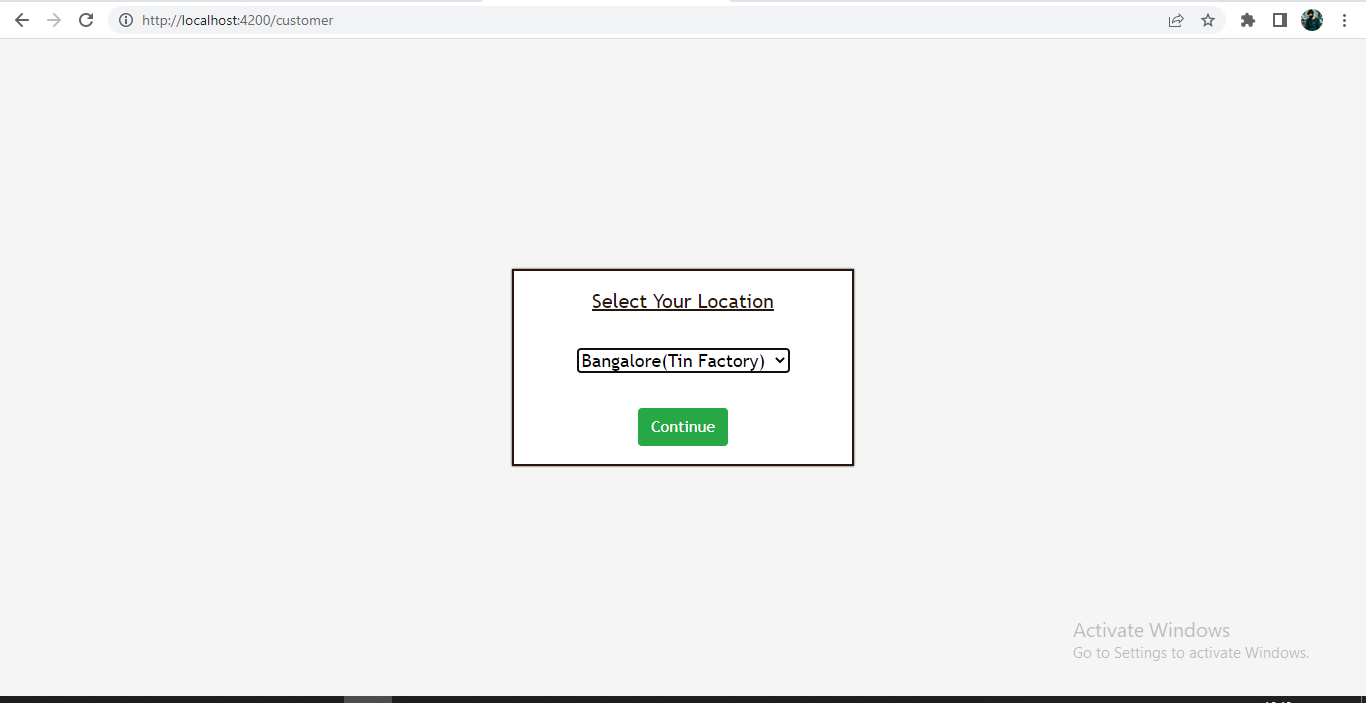 http://localhost:4200/customer
Select Your Location
Bangalore(Tin Factory)
Continue
Activate Windows
Go to Settings to activate Windows.